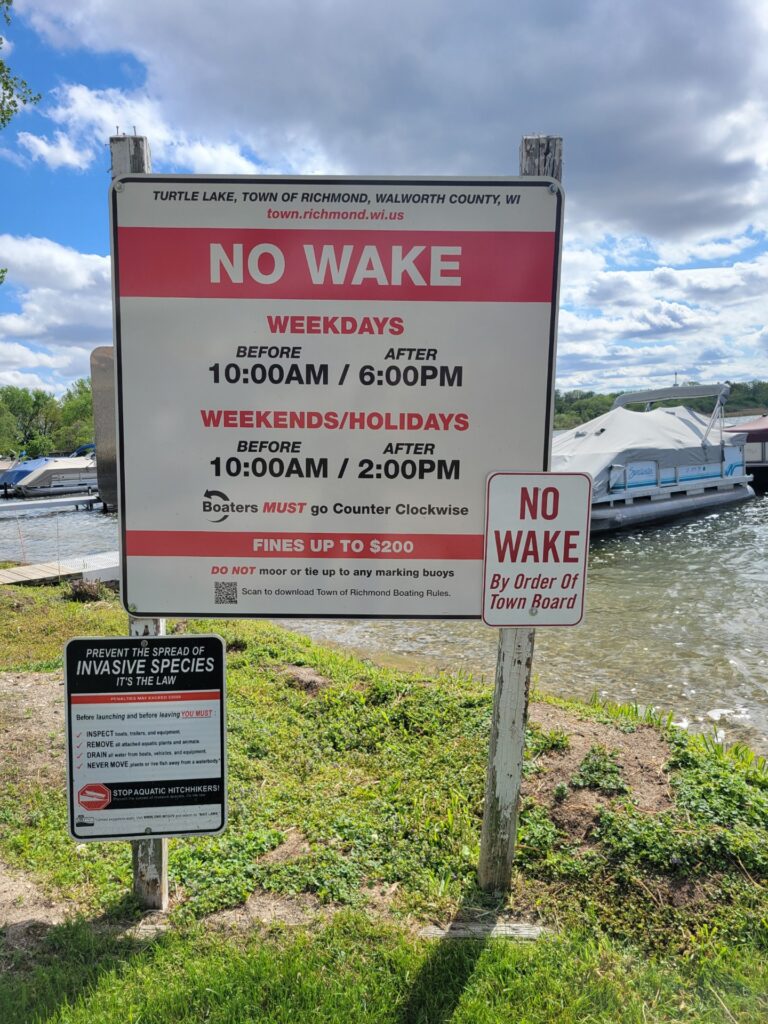 TURTLE LAKE, TOWN OF RICHMOND, WALWORTH COUNTY, WI
town.richmond.wi.us
NO WAKE
WEEKDAYS
BEFORE AFTER
10:00AM / 6:00PM
WEEKENDS/HOLIDAYS
BEFORE AFTER
10:00AM / 2:00PM
Boaters MUST go Counter Clockwise
FINES UP TO $200
DO NOT moor or tie up to any marking buoys
Scan to download Town of Richmond Boating Rules.
NO
WAKE
By Order Of
Town Board
PREVENT THE SPREAD OF
INVASIVE SPECIES
IT'S THE LAW
PENALTIES MAY EXCEED
Before launching and before leaving YOU MUST:
✓ INSPECT boats, trailers, and equipment.
✓ REMOVE all attached aquatic plants and animals.
✓ DRAIN all water from boats, vehicles, and equipment.
✓ NEVER MOVE plants or live fish away from a waterbody.*
STOP AQUATIC HITCHHIKERS!